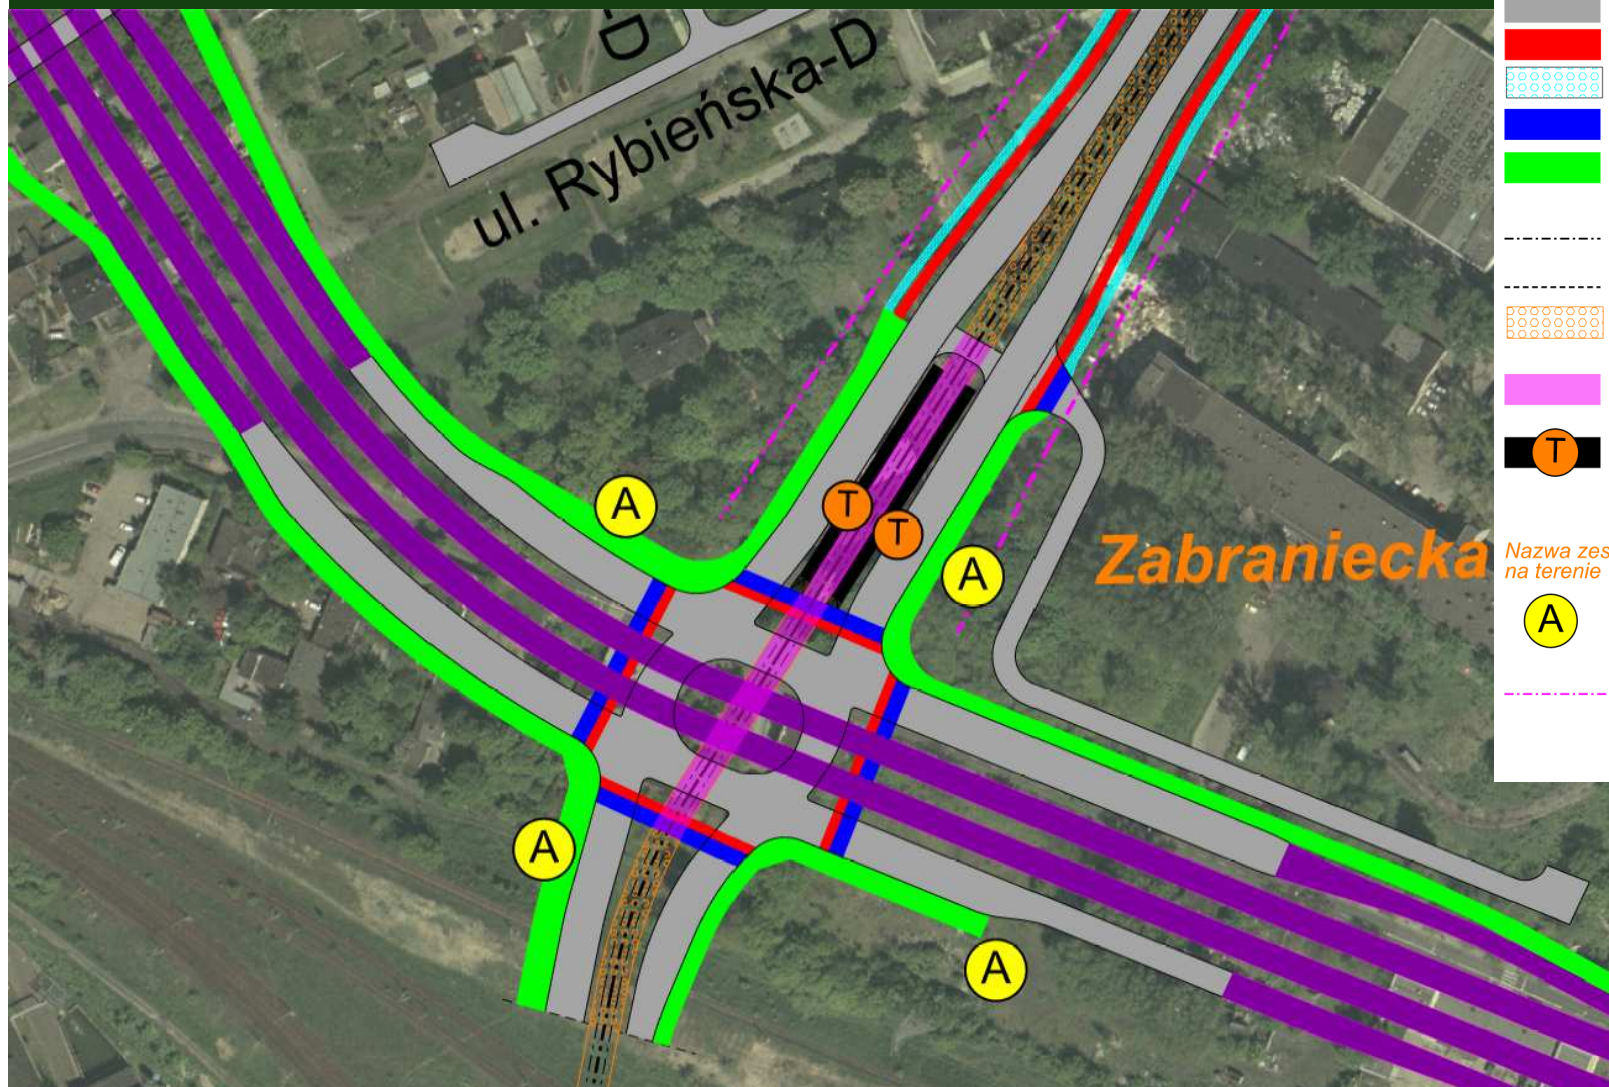 -D
ul. Rybieńska-D
T
A
T
T
Zabraniecka
Nazwa zes
na terenie
A
A
A
A